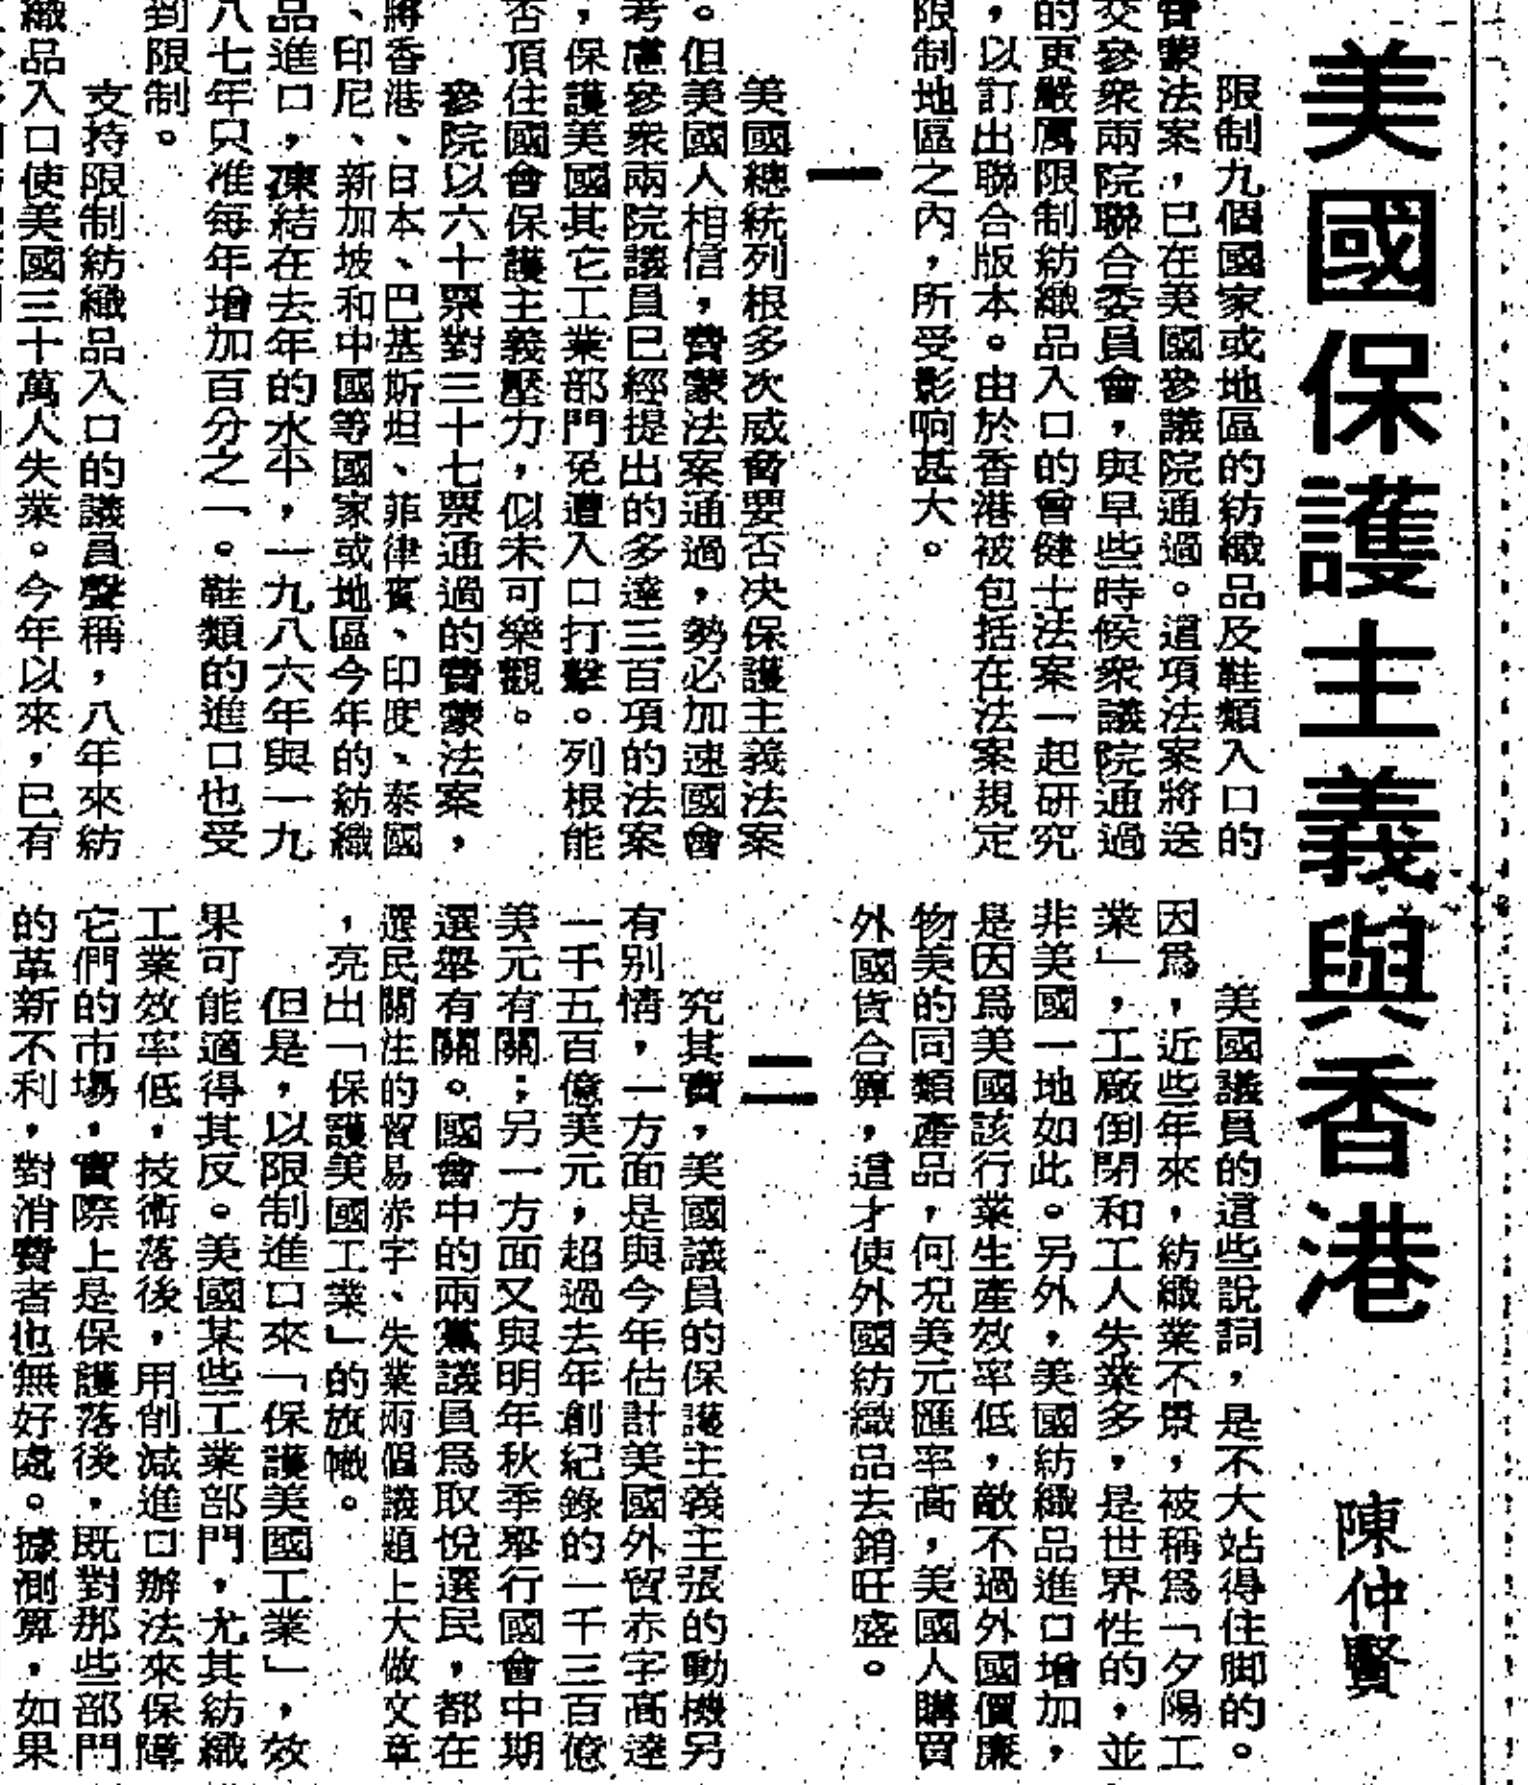 美國保護主義與香港
陳仲賢
限制九個國家或地區的紡織品及鞋類入口的
費蒙法案，已在美國參議院通過。這項法案將送
交參衆兩院聯合委員會，與早些時候衆議院通過
的更嚴厲限制紡織品入口的曾健士法案一起研究
，以訂出聯合版本。由於香港被包括在法案規定
限制地區之內，所受影响甚大。
一
美國總統列根多次威脅要否决保護主義法案
。但美國人相信，費蒙法案通過，勢必加速國會
考慮參衆兩院議員已經提出的多達三百項的法案
，保護美國其它工業部門免遭入口打擊。列根能
否頂住國會保護主義壓力，似未可樂觀。
參院以六十票對三十七票通過的費蒙法案，
將香港、日本、巴基斯坦、菲律賓、印度、泰國
、印尼、新加坡和中國等國家或地區今年的紡織
品進口，凍結在去年的水平，一九八六年與一九
八七年只准每年增加百分之一。鞋類的進口也受
到限制。
支持限制紡織品入口的議員聲稱，八年來紡
織品入口使美國三十萬人失業。今年以來，已有
美國議員的這些說詞，是不大站得住脚的。
因爲，近些年來，紡織業不景，被稱爲「夕陽工
業」，工廠倒閉和工人失業多，是世界性的，並
非美國一地如此。另外，美國紡織品進口增加，
是因爲美國該行業生產效率低，敵不過外國價廉
物美的同類產品，何况美元匯率高，美國人購買
外國貨合算，這才使外國紡織品去銷旺盛。
二
究其實，美國議員的保護主義主張的動機另
有别情，一方面是與今年估計美國外貿赤字高達
一千五百億美元，超過去年創紀錄的一千三百億
美元有關；另一方面又與明年秋季舉行國會中期
選舉有關。國會中的兩黨議員爲取悅選民，都在
選民關注的貿易赤字、失業兩個議題上大做文章
，亮出「保護美國工業」的旗幟。
但是，以限制進口來「保護美國工業」，效
果可能適得其反。美國某些工業部門，尤其紡織
工業效率低，技術落後，用削減進口辦法來保障
它們的市場，實際上是保護落後，既對那些部門
的革新不利，對消費者也無好處。據測算，如果